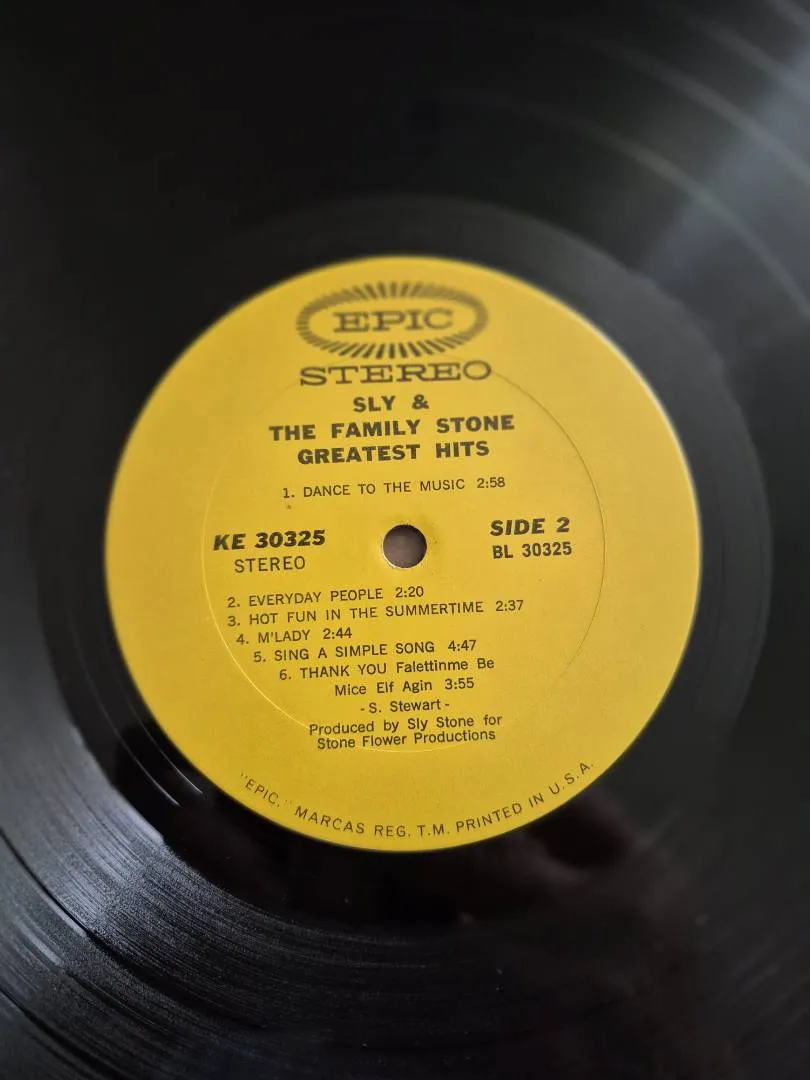 EPIC
STEREO
SLY &
THE FAMILY STONE
GREATEST HITS
1. DANCE TO THE MUSIC 2:58
KE 30325
STEREO
SIDE 2
BL 30325
2. EVERYDAY PEOPLE 2:20
3. HOT FUN IN THE SUMMERTIME 2:37
4. M'LADY 2:44
5. SING A SIMPLE SONG 4:47
6. THANK YOU Falettinme Be
Mice Elf Agin 3:55
- S. Stewart -
Produced by Sly Stone for
Stone Flower Productions
"EPIC," MARCAS REG. T.M. PRINTED IN U.S.A.